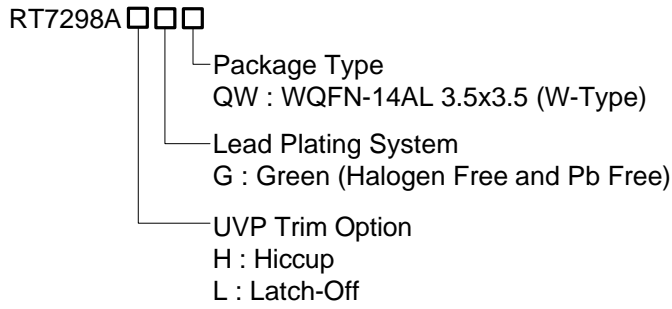 RT7298A
Package Type
QW : WQFN-14AL 3.5x3.5 (W-Type)
Lead Plating System
G : Green (Halogen Free and Pb Free)
UVP Trim Option
H : Hiccup
L : Latch-Off